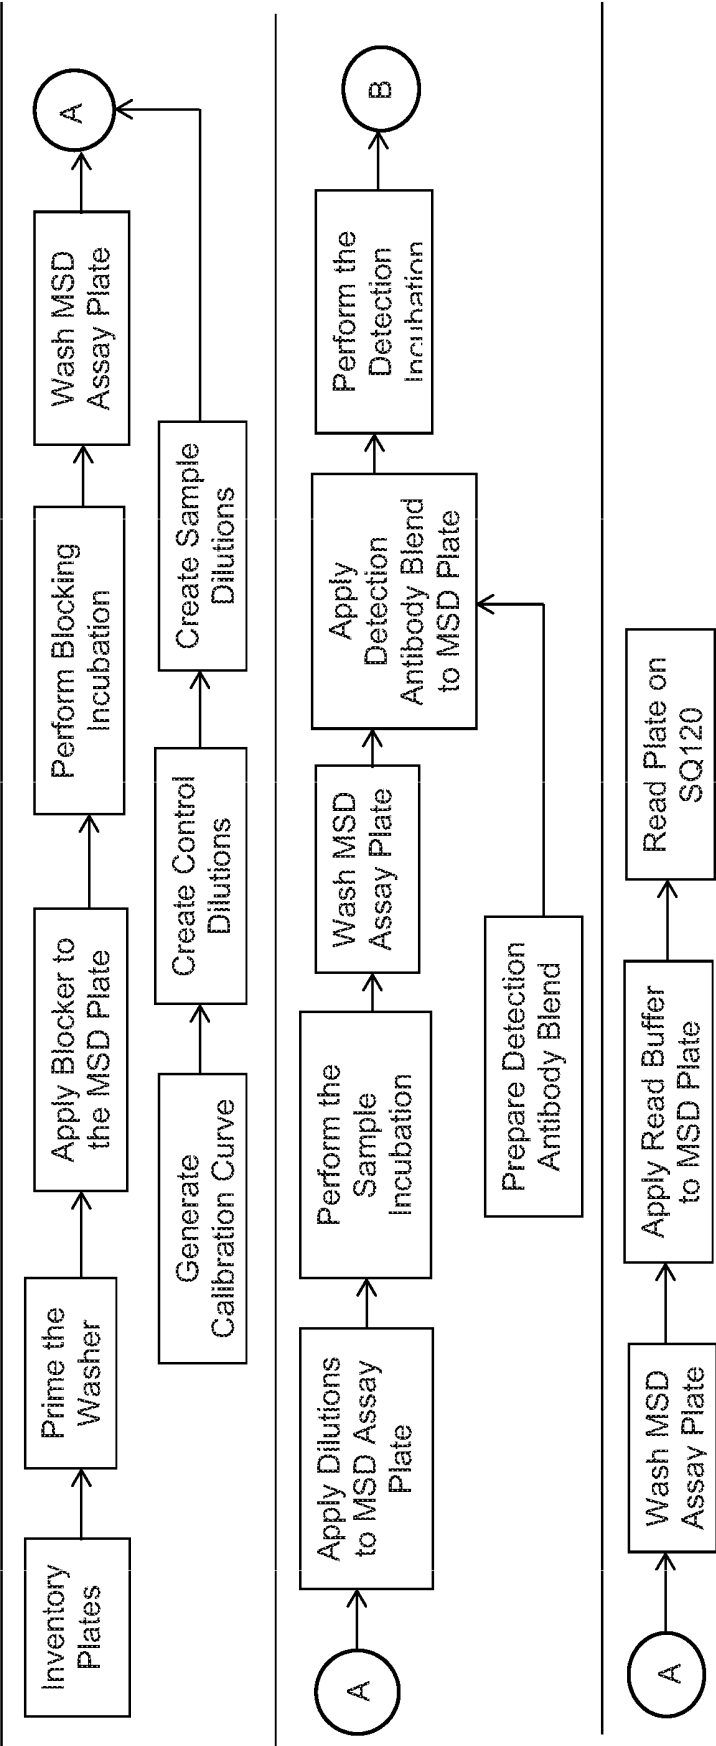 Inventory
Plates
Prime the
Washer
Apply Blocker to
the MSD Plate
Perform Blocking
Incubation
Wash MSD
Assay Plate
A
Generate
Calibration Curve
Create Control
Dilutions
Create Sample
Dilutions
A
Apply Dilutions
to MSD Assay
Plate
Perform the
Sample
Incubation
Wash MSD
Assay Plate
Apply
Detection
Antibody Blend
to MSD Plate
Perform the
Detection
Incubation
B
Prepare Detection
Antibody Blend
A
Wash MSD
Assay Plate
Apply Read Buffer
to MSD Plate
Read Plate on
SQ120